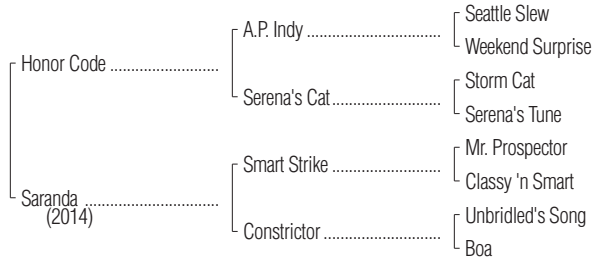 Seattle Slew
A.P. Indy
Weekend Surprise
Honor Code
Storm Cat
Serena's Cat
Serena's Tune
Mr. Prospector
Smart Strike
Classy 'n Smart
Saranda
(2014)
Unbridled's Song
Constrictor
Boa